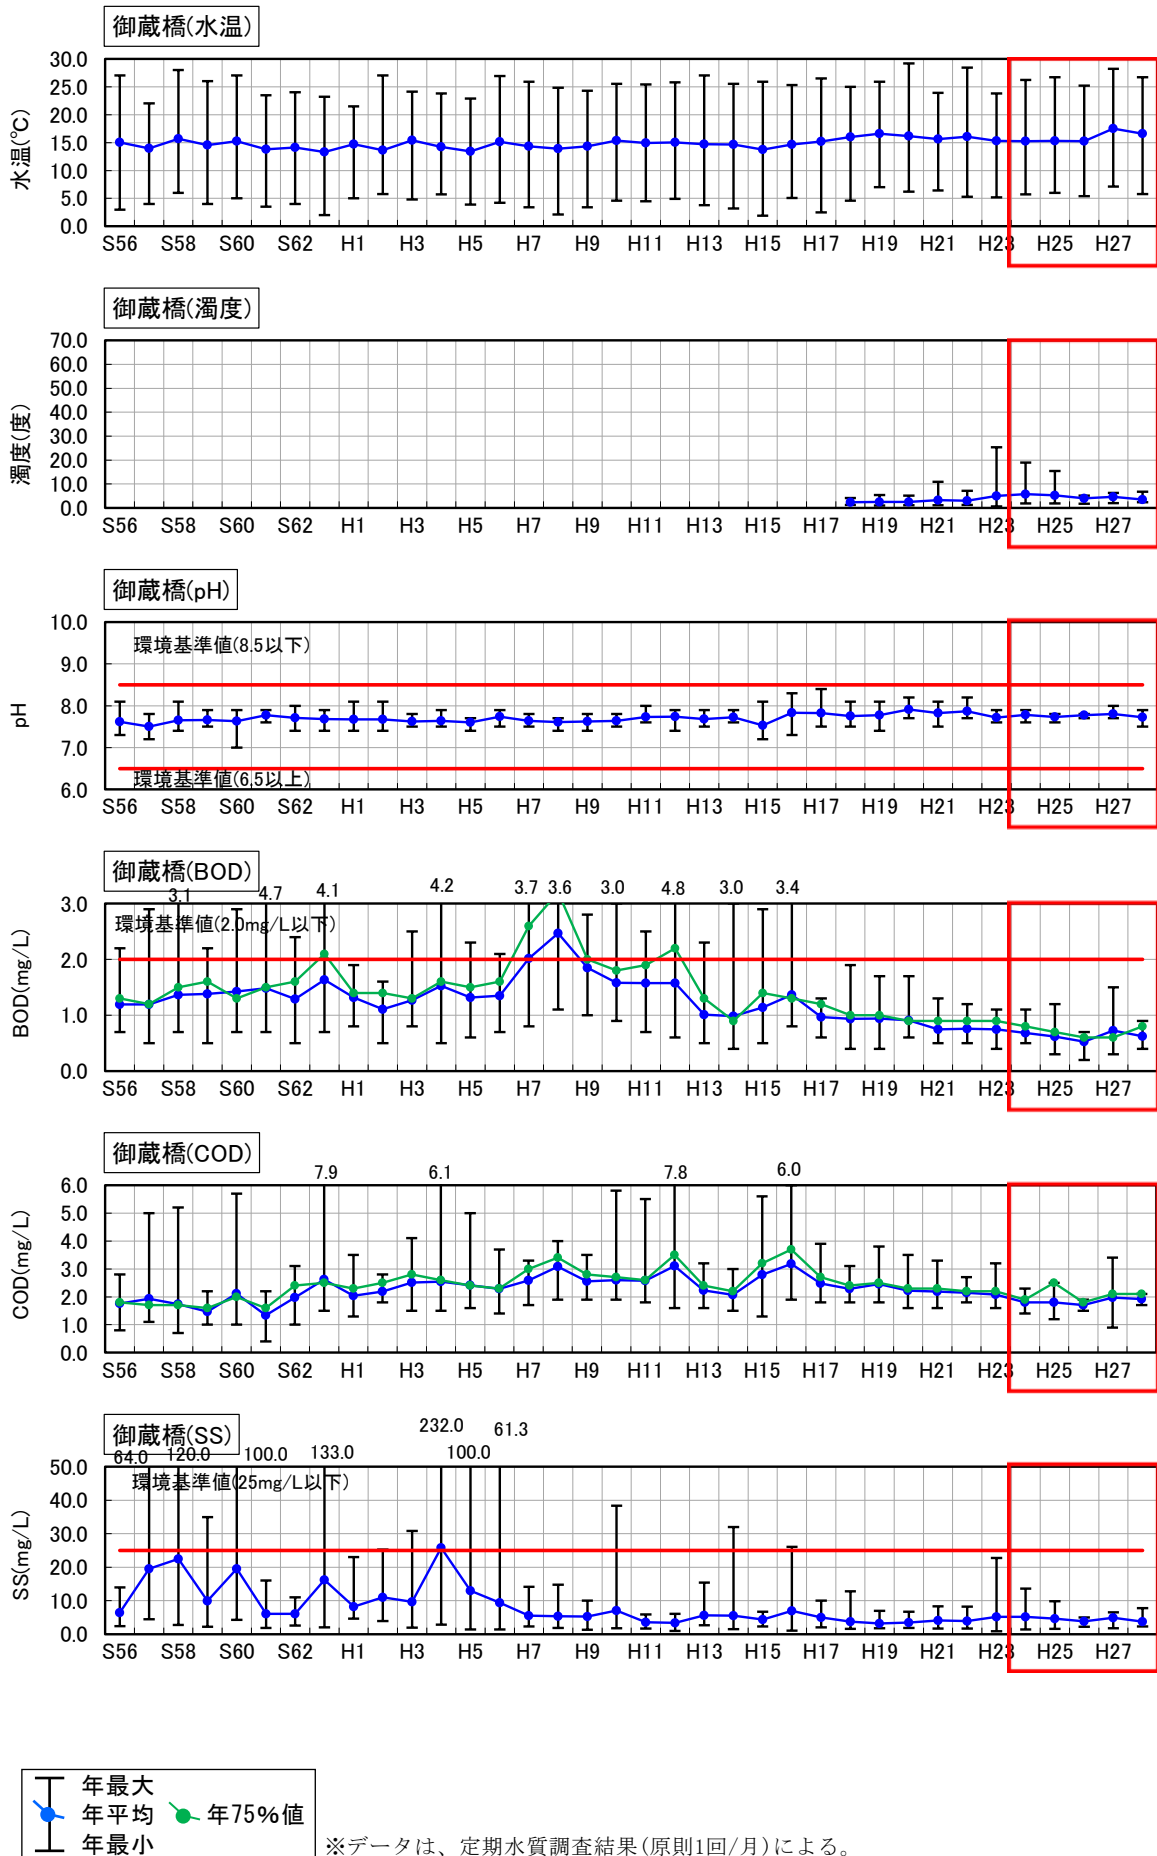 御蔵橋(水温)
30.0
25.0
20.0
15.0
10.0
5.0
0.0
水温(℃)
S56 S58 S60 S62 H1 H3 H5 H7 H9 H11 H13 H15 H17 H19 H21 H23 H25 H27
御蔵橋(濁度)
70.0
60.0
50.0
40.0
30.0
20.0
10.0
0.0
濁度(度)
S56 S58 S60 S62 H1 H3 H5 H7 H9 H11 H13 H15 H17 H19 H21 H23 H25 H27
御蔵橋(pH)
10.0
9.0
8.0
7.0
6.0
pH
環境基準値(8.5以下)
環境基準値(6.5以上)
S56 S58 S60 S62 H1 H3 H5 H7 H9 H11 H13 H15 H17 H19 H21 H23 H25 H27
御蔵橋(BOD)
3.1 4.7 4.1 4.2 3.7 3.6 3.0 4.8 3.0 3.4
3.0
2.0
1.0
0.0
BOD(mg/L)
環境基準値(2.0mg/L以下)
S56 S58 S60 S62 H1 H3 H5 H7 H9 H11 H13 H15 H17 H19 H21 H23 H25 H27
御蔵橋(COD)
7.9 6.1 7.8 6.0
6.0
5.0
4.0
3.0
2.0
1.0
0.0
COD(mg/L)
S56 S58 S60 S62 H1 H3 H5 H7 H9 H11 H13 H15 H17 H19 H21 H23 H25 H27
御蔵橋(SS)
64.0 120.0 100.0 133.0 232.0 100.0 61.3
50.0
40.0
30.0
20.0
10.0
0.0
SS(mg/L)
環境基準値(25mg/L以下)
S56 S58 S60 S62 H1 H3 H5 H7 H9 H11 H13 H15 H17 H19 H21 H23 H25 H27
年最大
年平均 年75%値
年最小
※データは、定期水質調査結果(原則1回/月)による。